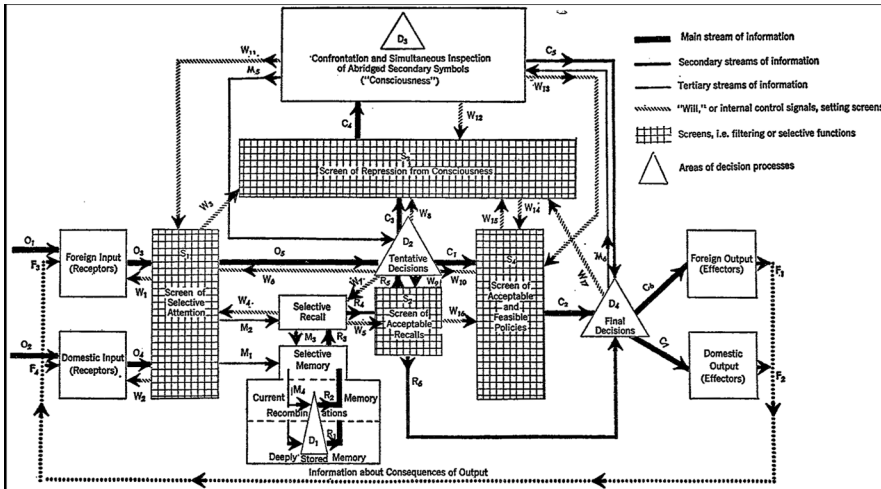 D3
Confrontation and Simultaneous Inspection
of Abridged Secondary Symbols
("Consciousness")
W11
M5
C5
W13
C4
W12
Main stream of information
Secondary streams of information
Tertiary streams of information
"Will," or internal control signals, setting screens
Screens, i.e. filtering or selective functions
Areas of decision processes
Screen of Repression from Consciousness
W3
C3
W8
W15
W14
W17
M6
O1
F3
Foreign Input
(Receptors)
O3
W1
S1
Screen of
Selective
Attention
O5
W6
D2
Tentative
Decisions
C1
W10
Screen of
Acceptable
and
Feasible
Policies
C2
D4
Final
Decisions
Foreign Output
(Effectors)
F1
W4
M2
Selective
Recall
R4
W5
R5
W9
Screen of
Acceptable
Recalls
W16
O2
F4
Domestic Input
(Receptors)
O4
W2
M1
M3
R3
Selective
Memory
Domestic
Output
(Effectors)
F2
Current
M4
R2
Memory
Recombinations
D1
R1
Deeply Stored Memory
R6
Information about Consequences of Output